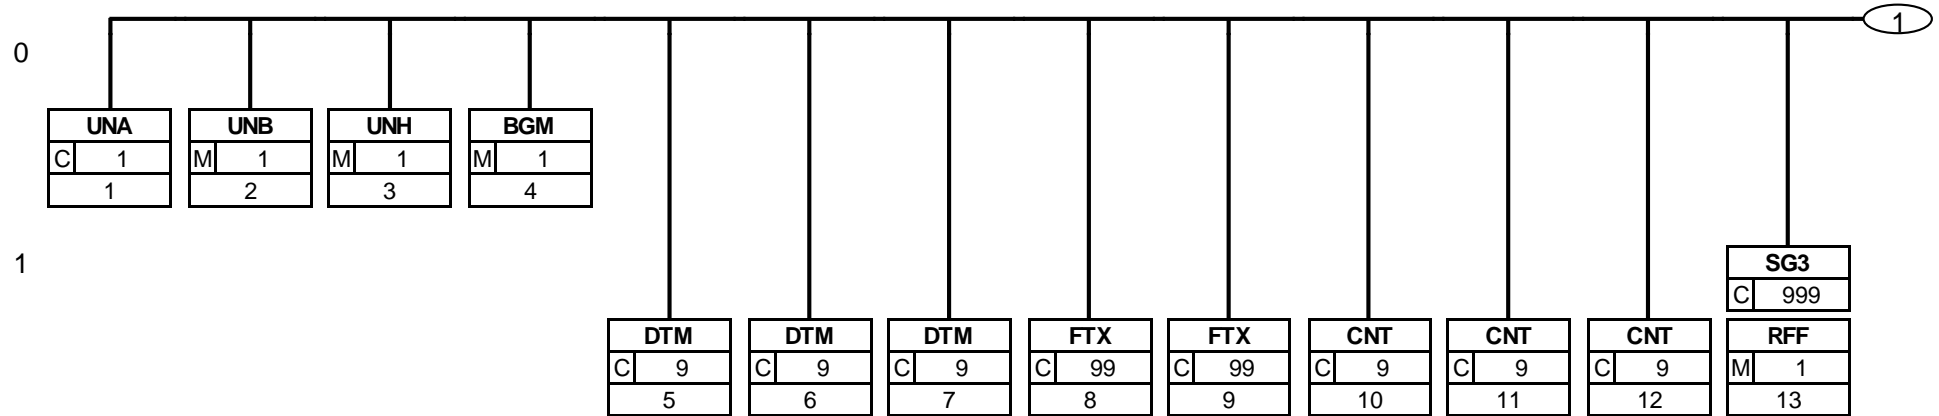 1
0
UNA UNB UNH BGM
C 1 M 1 M 1 M 1
1 2 3 4
1
SG3
C 999
DTM DTM DTM FTX FTX CNT CNT CNT RFF
C 9 C 9 C 9 C 99 C 99 C 9 C 9 C 9 M 1
5 6 7 8 9 10 11 12 13